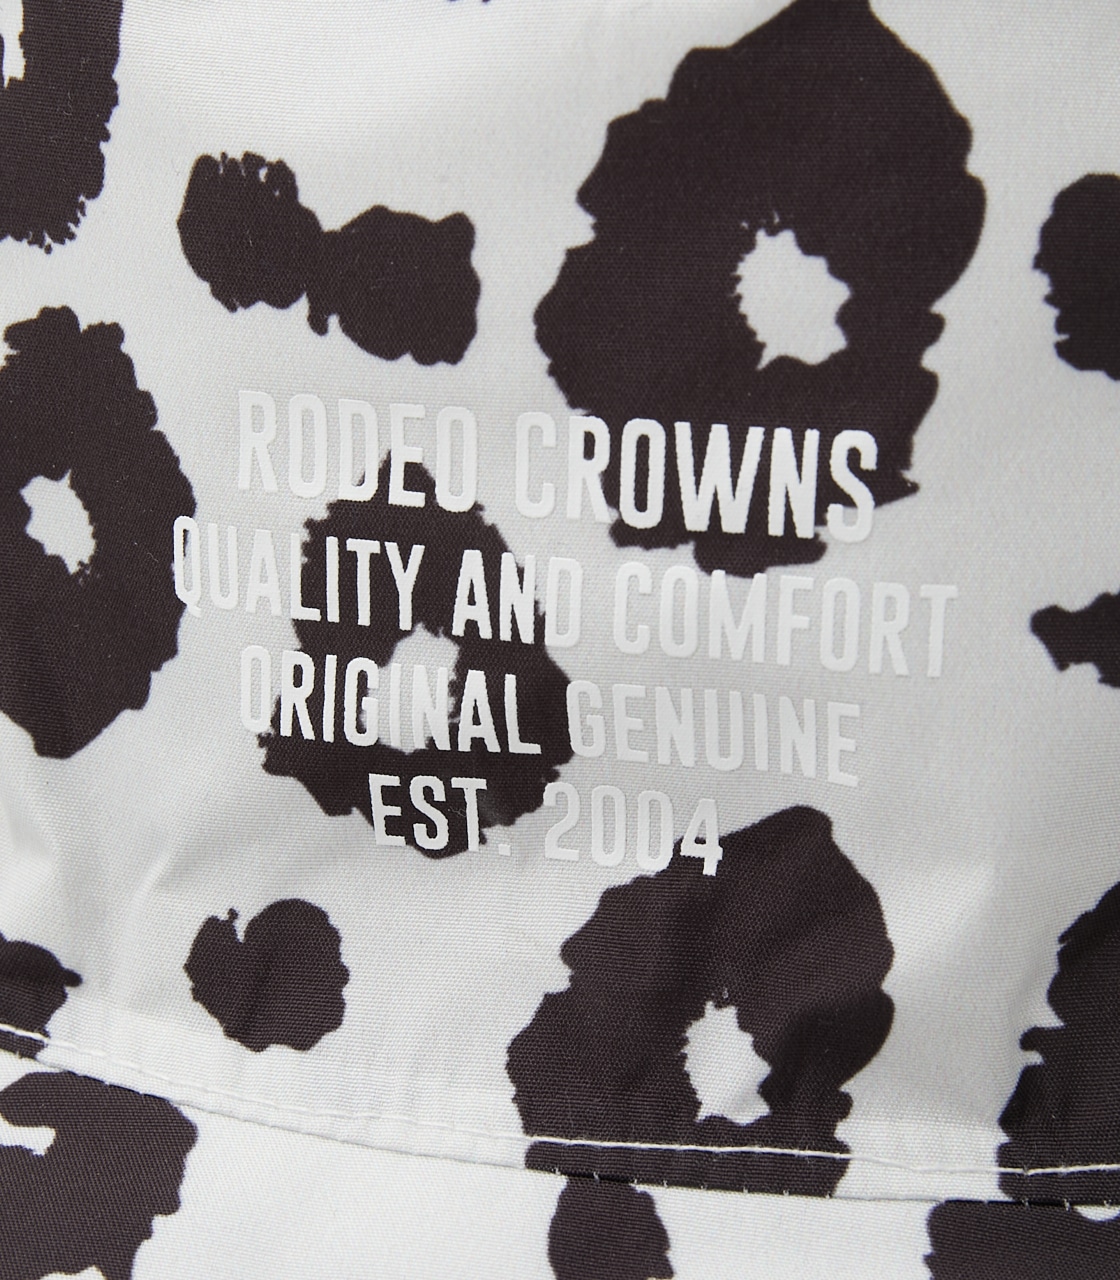 RODEO CROWNS
QUALITY AND COMFORT
ORIGINAL GENUINE
EST. 2004